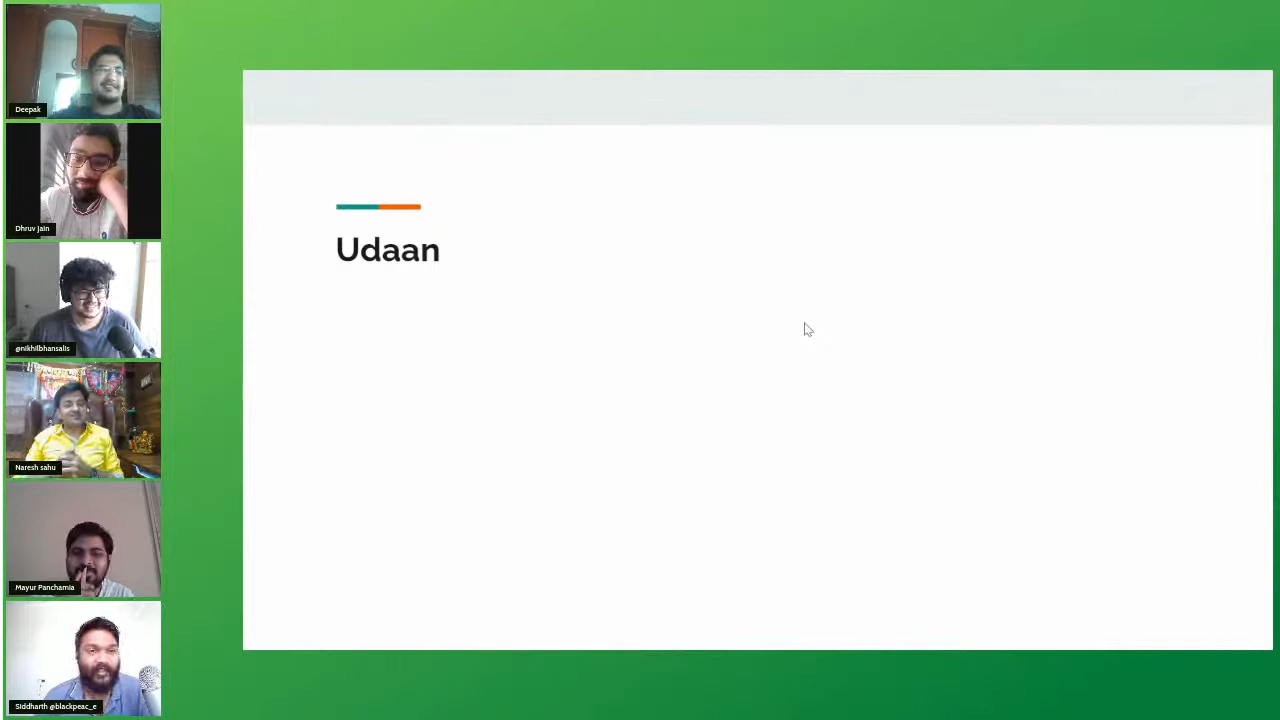 Deepak
Dhruv Jain
@nikhilbhansalis
Naresh sahu
Mayur Panchamia
Siddharth @blackpeac_e
Udaan